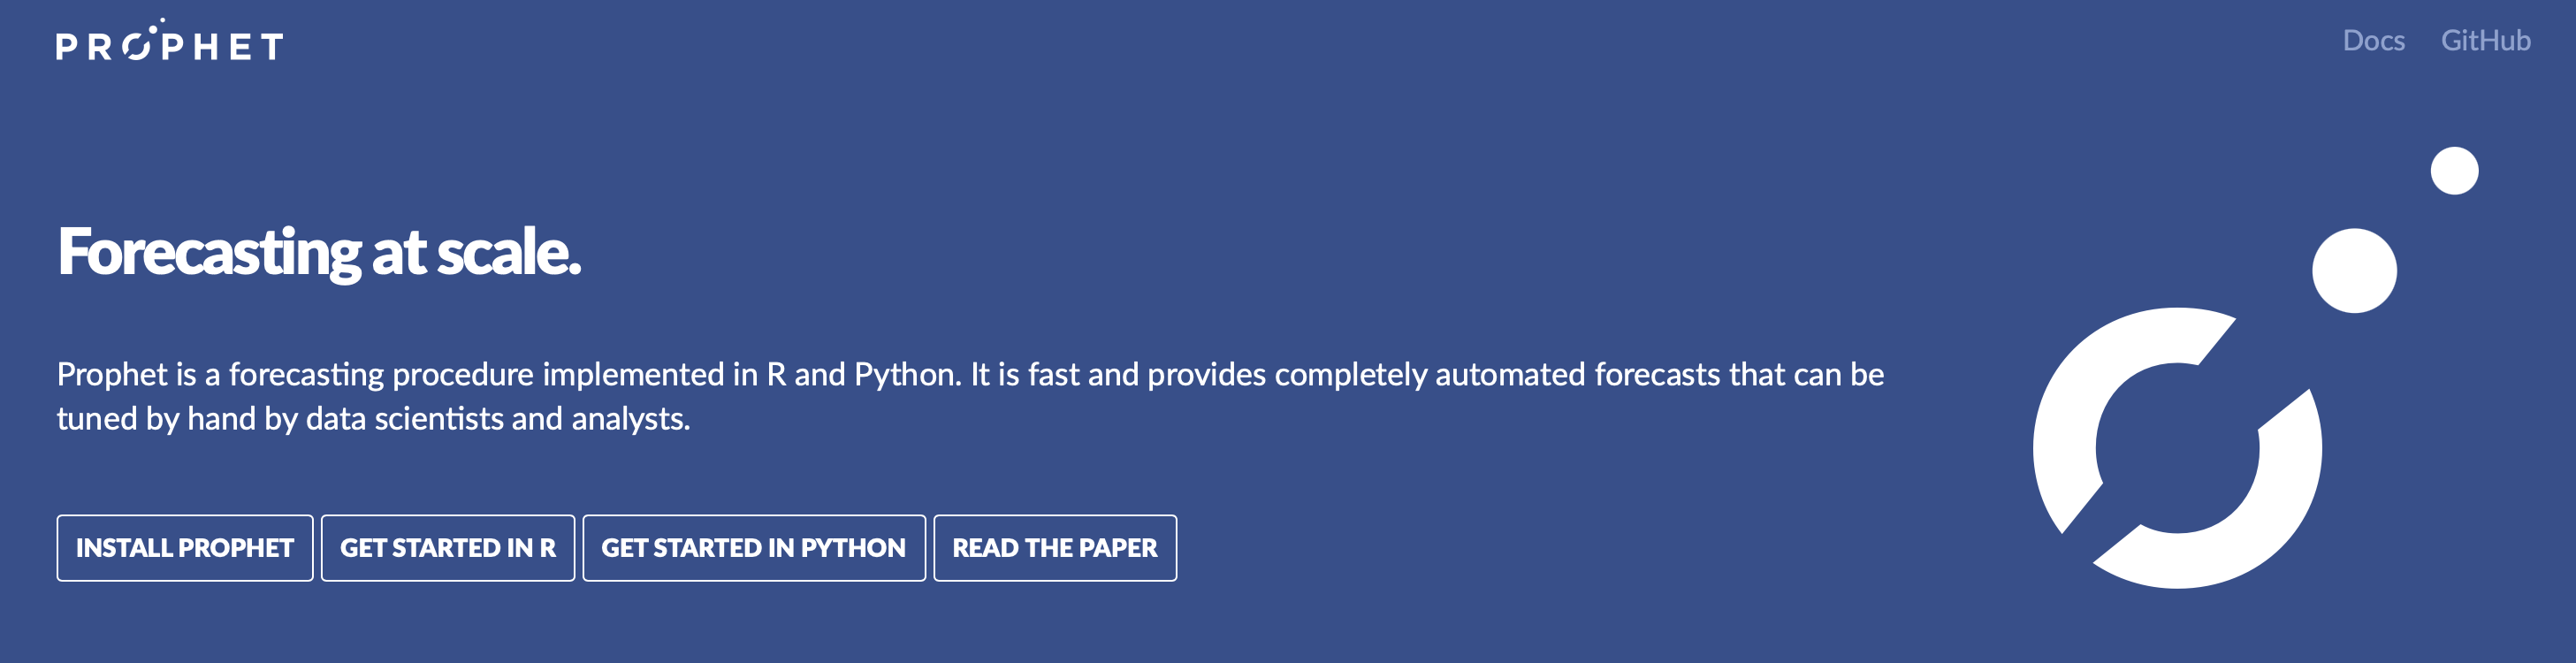 PROPHET
Docs
GitHub
Forecasting at scale.
Prophet is a forecasting procedure implemented in R and Python. It is fast and provides completely automated forecasts that can be
tuned by hand by data scientists and analysts.
INSTALL PROPHET
GET STARTED IN R
GET STARTED IN PYTHON
READ THE PAPER